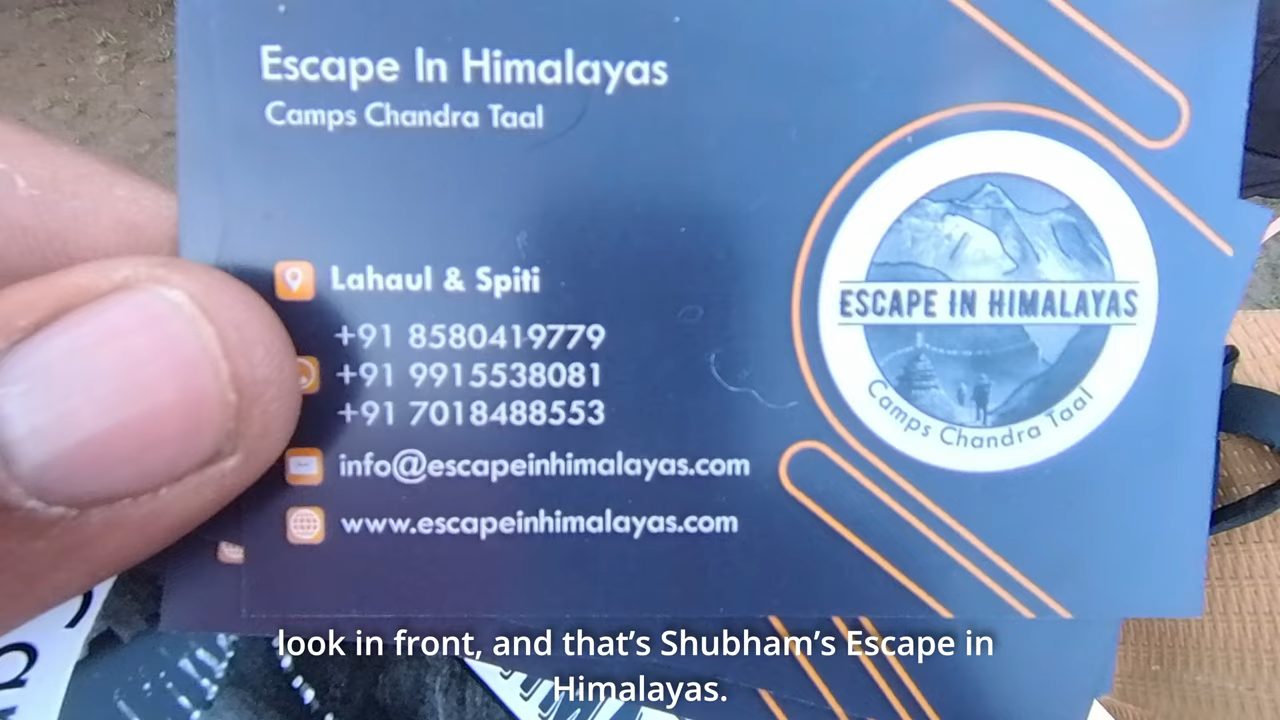 Escape In Himalayas
Camps Chandra Taal
Lahaul & Spiti
+91 8580419779
+91 9915538081
+91 7018488553
info@escapeinhimalayas.com
www.escapeinhimalayas.com
ESCAPE IN HIMALAYAS
Camps Chandra Taal
look in front, and that’s Shubham’s Escape in
Himalayas.